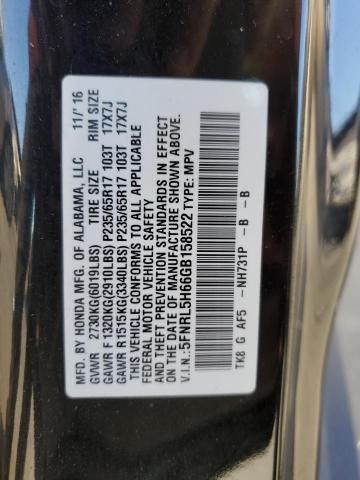 MFD. BY HONDA MFG. OF ALABAMA, LLC 11/'16
GVWR 2730KG(6019LBS) TIRE SIZE RIM SIZE
GAWR F 1320KG(2910LBS) P235/65R17 103T 17X7J
GAWR R 1515KG(3340LBS) P235/65R17 103T 17X7J
THIS VEHICLE CONFORMS TO ALL APPLICABLE
FEDERAL MOTOR VEHICLE SAFETY
AND THEFT PREVENTION STANDARDS IN
EFFECT ON DATE OF MANUFACTURE SHOWN ABOVE.
V.I.N.:5FNRL5H66GB158522 TYPE: MPV
TK8 G AF5 -NH731P - B - B